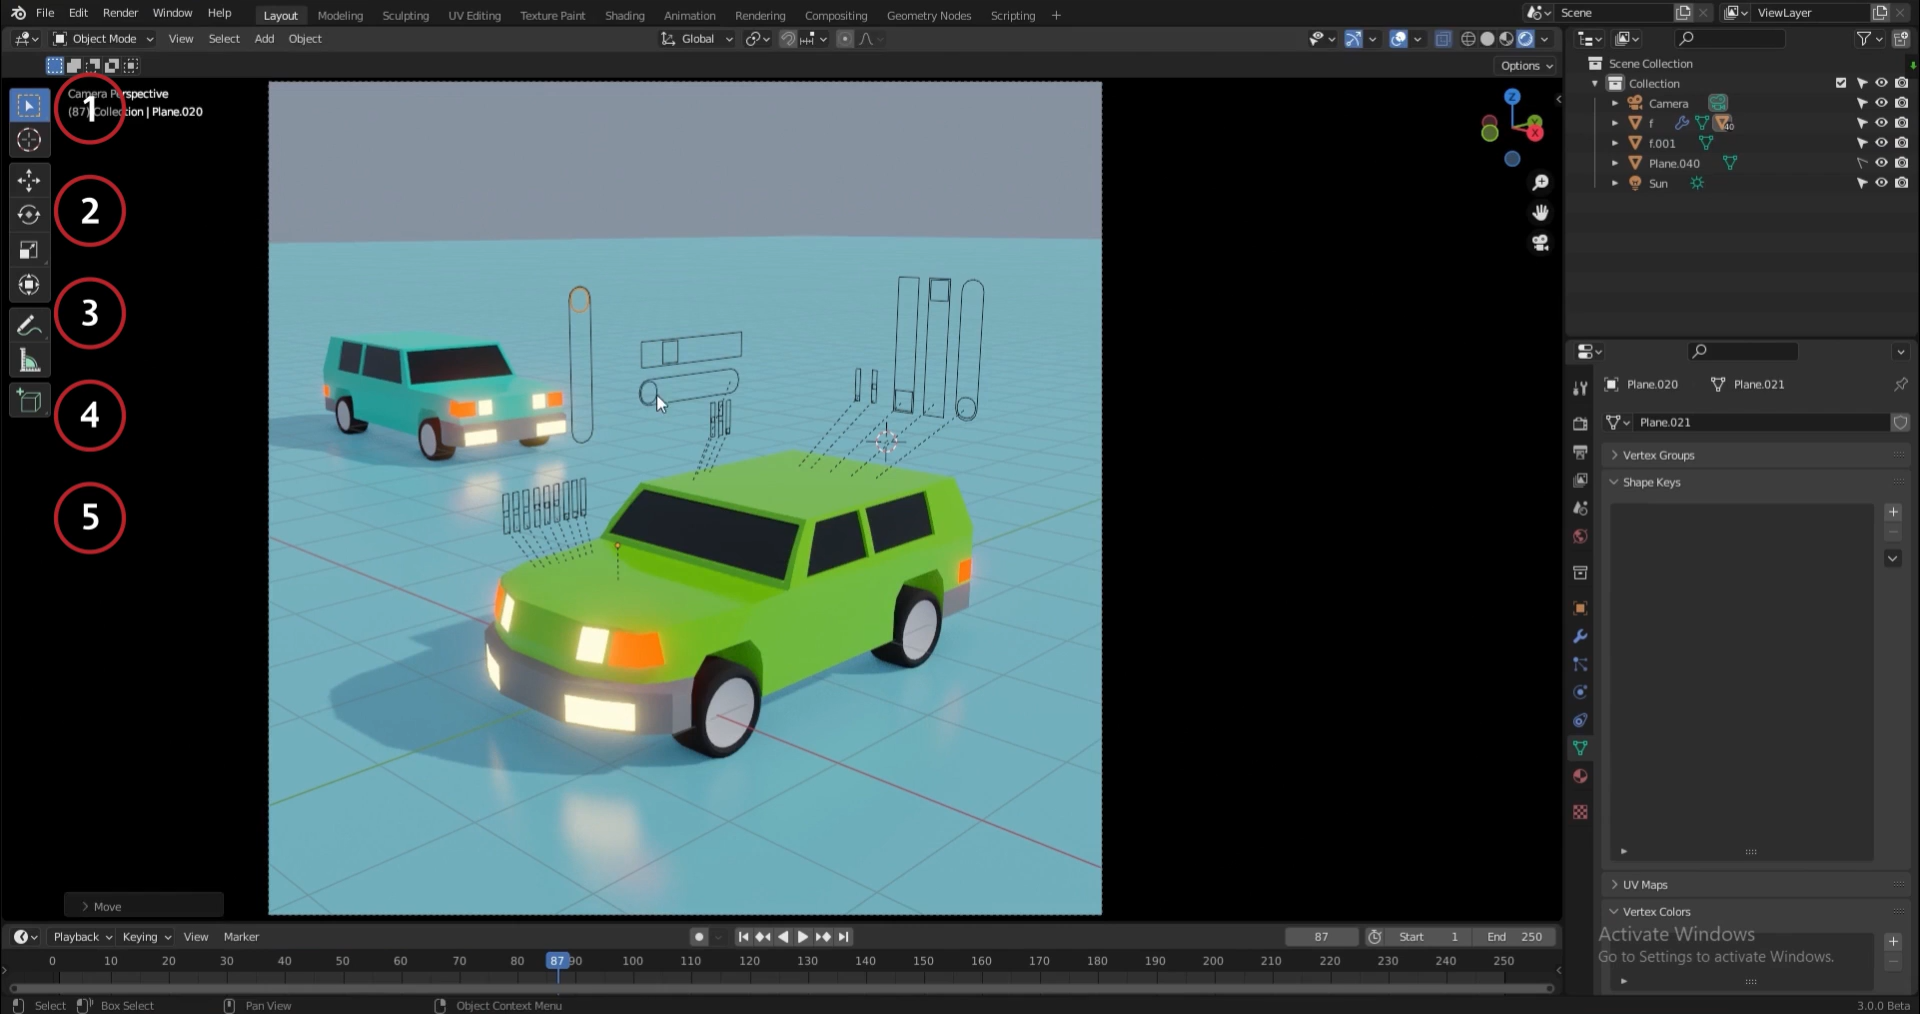 File Edit Render Window Help Layout Modeling Sculpting UV Editing Texture Paint Shading Animation Rendering Compositing Geometry Nodes Scripting + Scene ViewLayer
Object Mode View Select Add Object Global
Options
Camera Perspective
(87) Collection | Plane.020
1
2
3
4
5
Z
Y
X
Move
Scene Collection
Collection
Camera
f 40
f.001
Plane.040
Sun
Plane.020 Plane.021
Plane.021
Vertex Groups
Shape Keys
UV Maps
Vertex Colors
Activate Windows
Go to Settings to activate Windows.
Playback Keying View Marker 87 Start 1 End 250
0 10 20 30 40 50 60 70 80 87 90 100 110 120 130 140 150 160 170 180 190 200 210 220 230 240 250
Select Box Select Pan View Object Context Menu 3.0.0 Beta